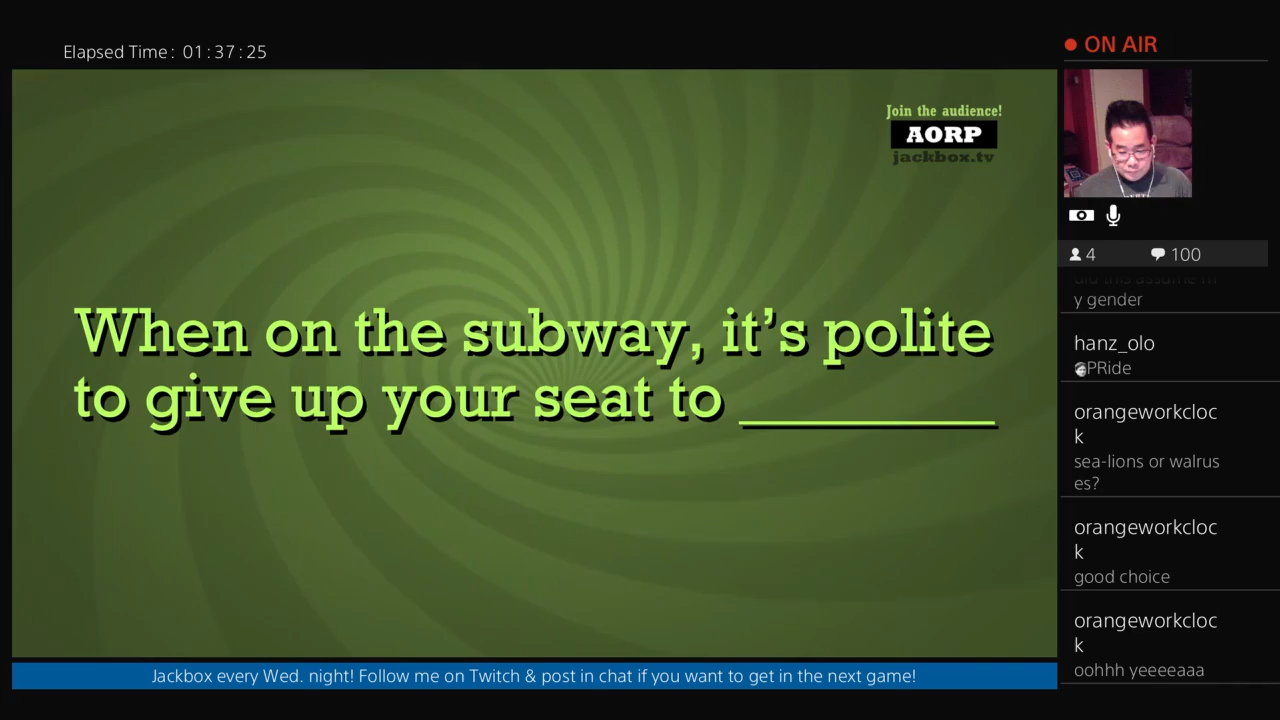 Elapsed Time: 01:37:25
ON AIR
Join the audience!
AORP
jackbox.tv
When on the subway, it's polite
to give up your seat to
4 100
did this assume m
y gender
hanz_olo
PRide
orangeworkcloc
k
sea-lions or walrus
es?
orangeworkcloc
k
good choice
orangeworkcloc
k
oohhh yeeeeaaa
Jackbox every Wed. night! Follow me on Twitch & post in chat if you want to get in the next game!